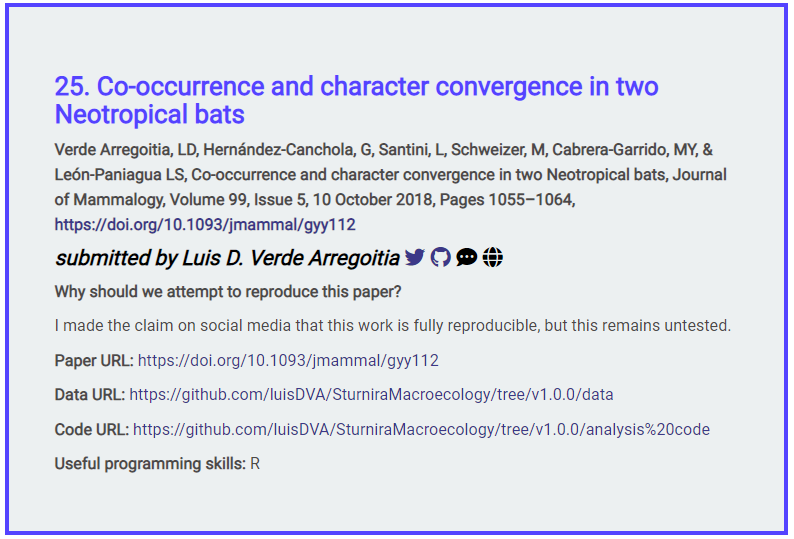 25. Co-occurrence and character convergence in two
Neotropical bats
Verde Arregoitia, LD, Hernández-Canchola, G, Santini, L, Schweizer, M, Cabrera-Garrido, MY, &
León-Paniagua LS, Co-occurrence and character convergence in two Neotropical bats, Journal
of Mammalogy, Volume 99, Issue 5, 10 October 2018, Pages 1055–1064,
https://doi.org/10.1093/jmammal/gyy112
submitted by Luis D. Verde Arregoitia
Why should we attempt to reproduce this paper?
I made the claim on social media that this work is fully reproducible, but this remains untested.
Paper URL: https://doi.org/10.1093/jmammal/gyy112
Data URL: https://github.com/luisDVA/SturniraMacroecology/tree/v1.0.0/data
Code URL: https://github.com/luisDVA/SturniraMacroecology/tree/v1.0.0/analysis%20code
Useful programming skills: R